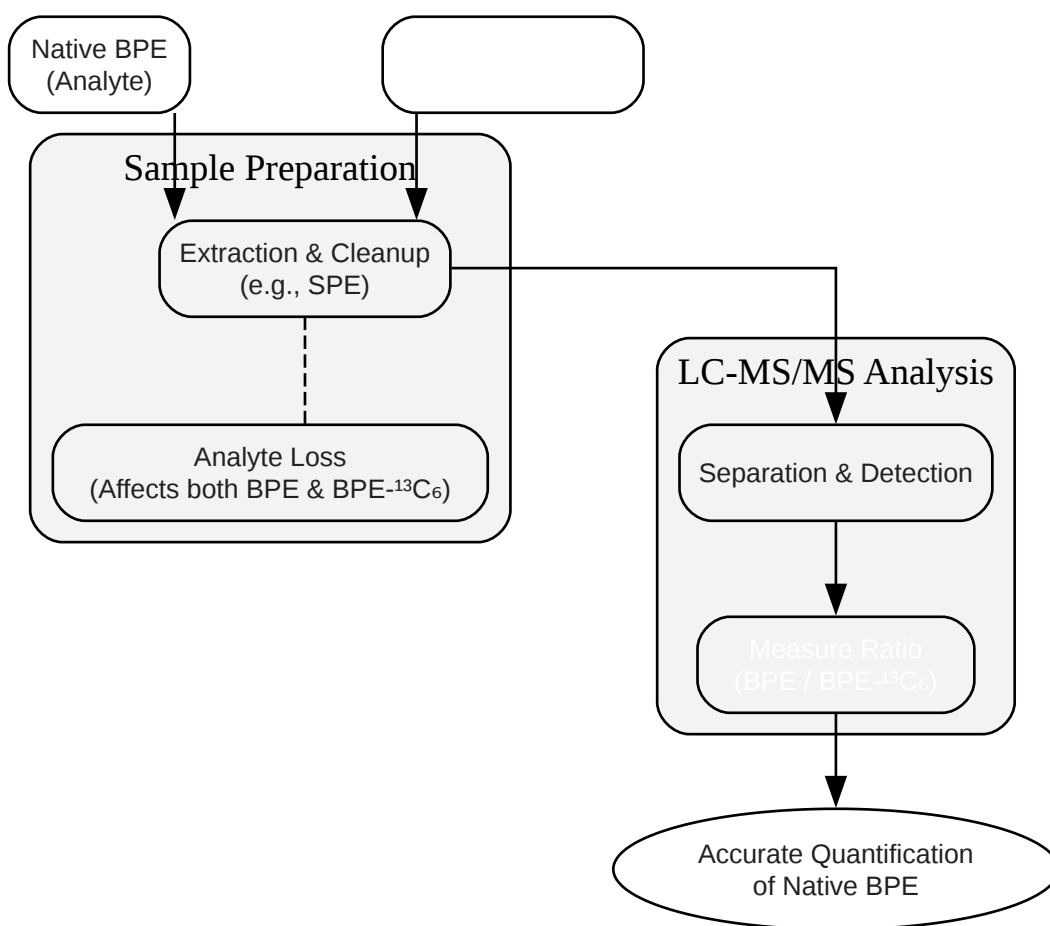 Native BPE
(Analyte)
Sample Preparation
Extraction & Cleanup
(e.g., SPE)
Analyte Loss
(Affects both BPE & BPE-¹³C₆)
LC-MS/MS Analysis
Separation & Detection
Measure Ratio
(BPE / BPE-¹³C₆)
Accurate Quantification
of Native BPE